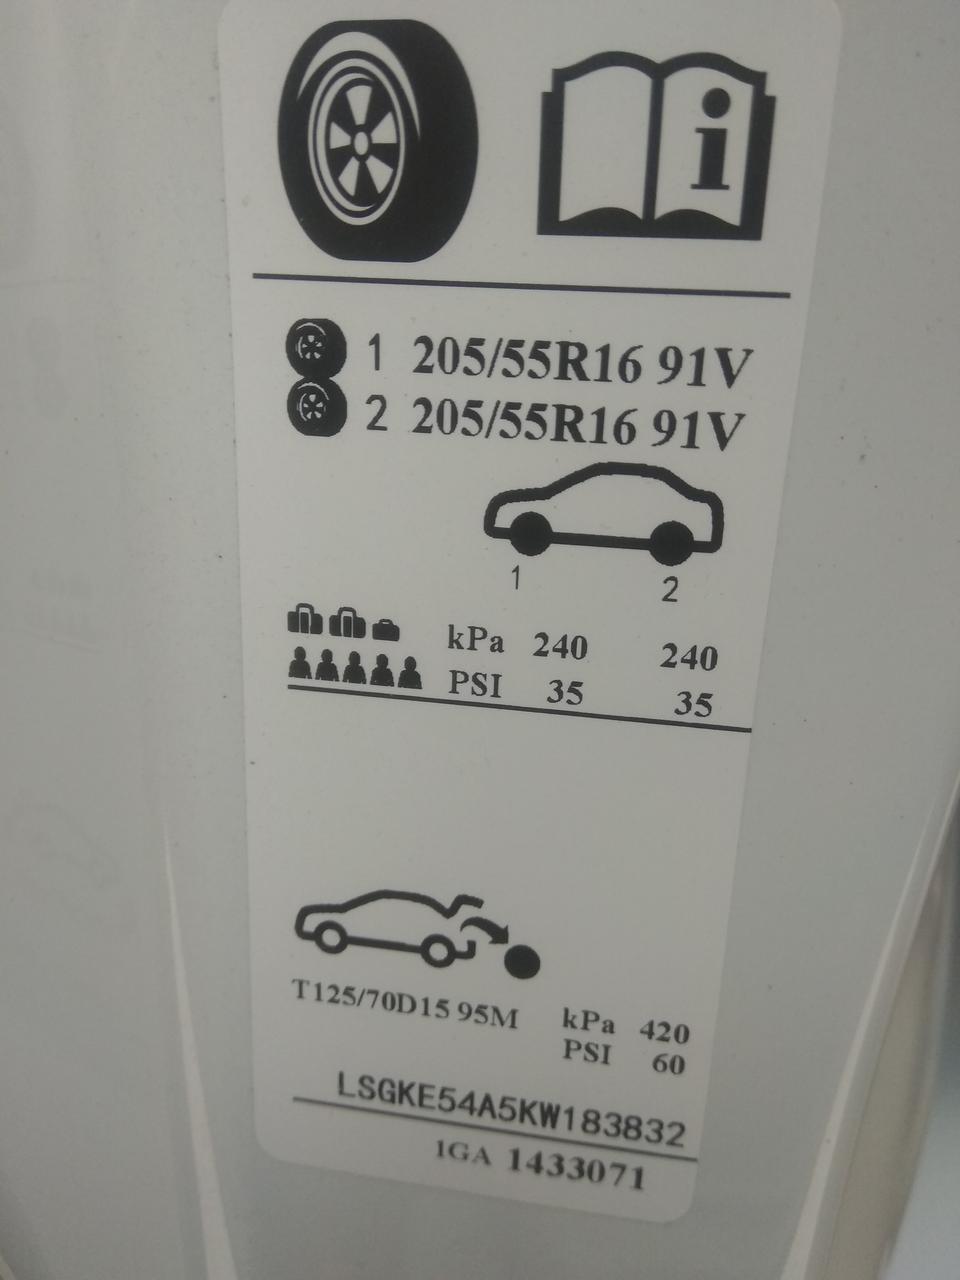 1 205/55R16 91V
2 205/55R16 91V
1 2
kPa 240 240
PSI 35 35
T125/70D15 95M kPa 420
PSI 60
LSGKE54A5KW183832
1GA 1433071